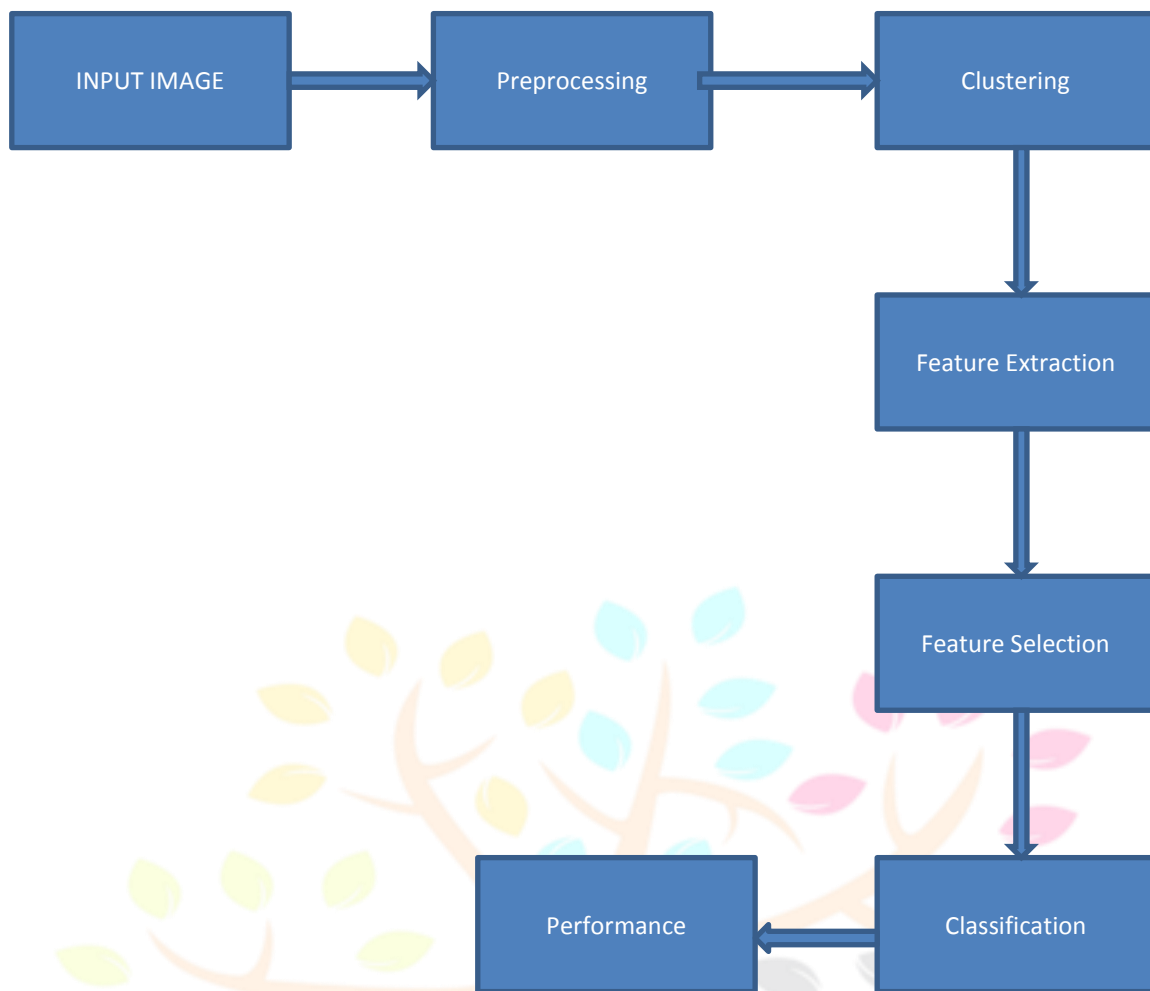 INPUT IMAGE
Preprocessing
Clustering
Feature Extraction
Feature Selection
Classification
Performance